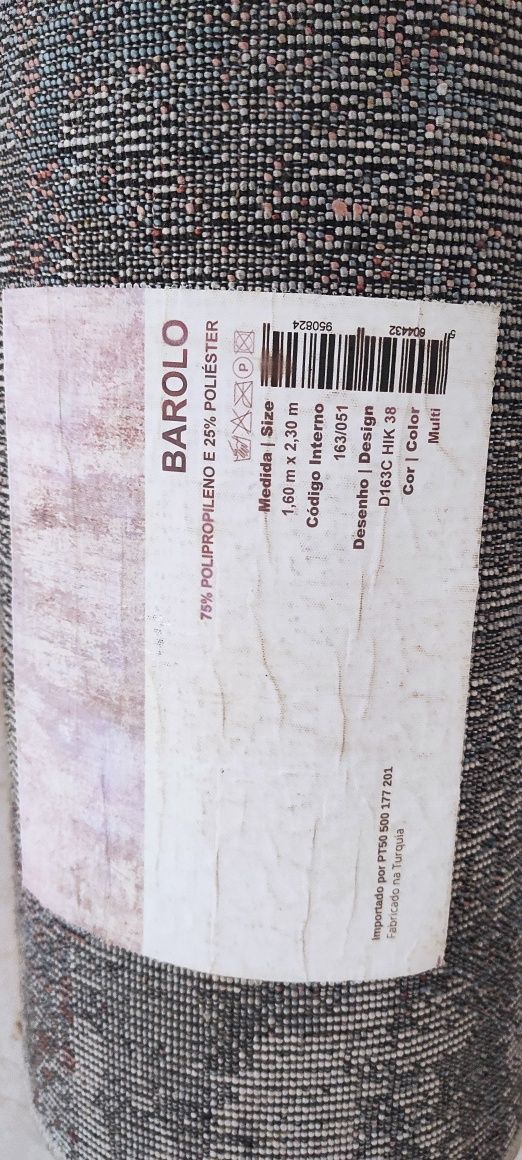 BAROLO
75% POLIPROPILENO E 25% POLIÉSTER
P
Medida | Size
1,60 m x 2,30 m
Código Interno
163/051
Desenho | Design
D163C HIK 38
Cor | Color
Multi
5 604432 950824
Importado por PT50 500 177 201
Fabricado na Turquia